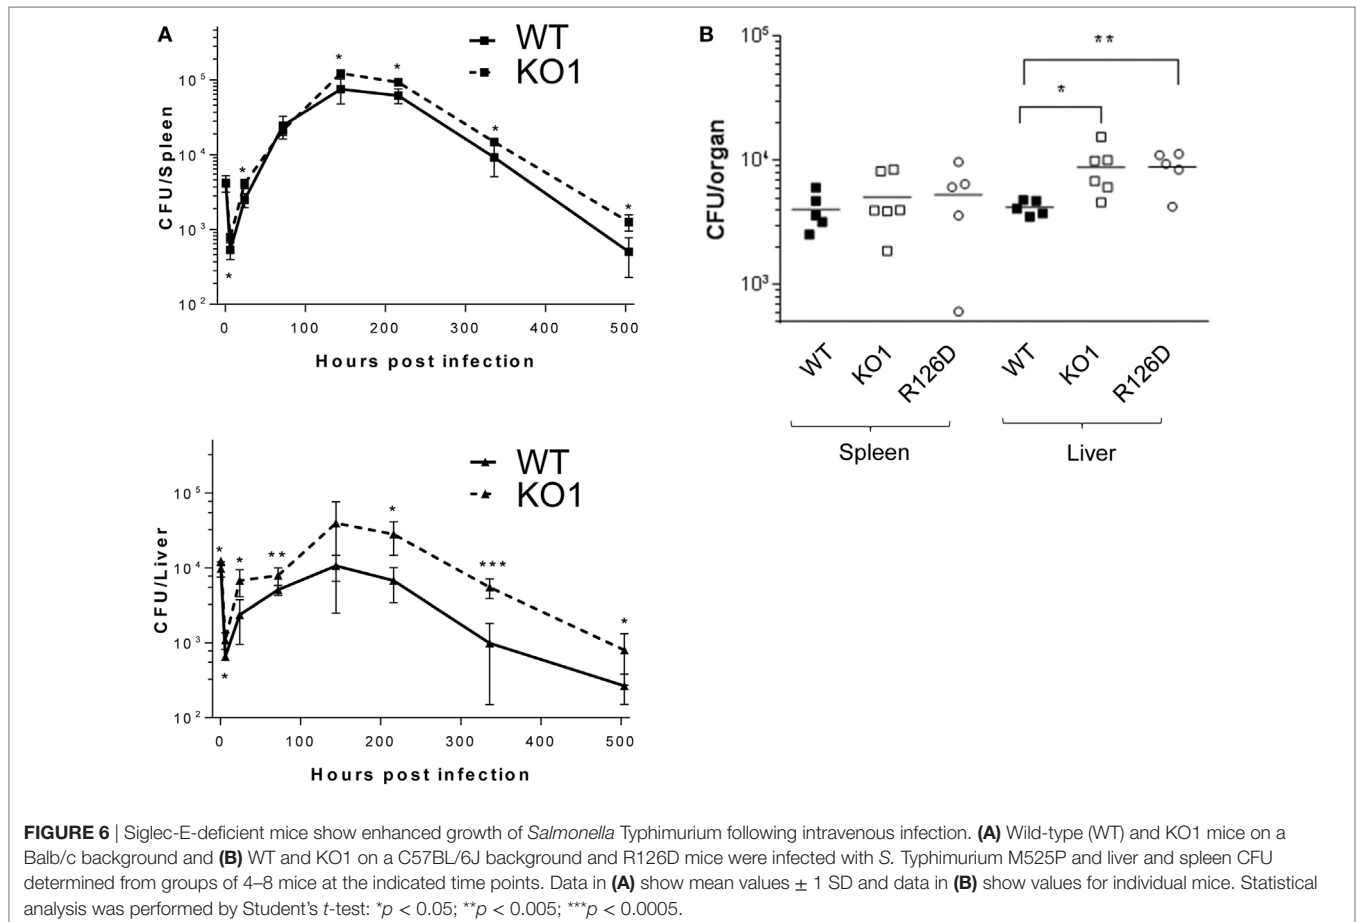 A
WT
KO1
CFU/Spleen
10^5
10^4
10^3
10^2
*
*
*
*
*
*
0 100 200 300 400 500
Hours post infection
WT
KO1
CFU/Liver
10^5
10^4
10^3
10^2
*
*
*
**
*
***
*
0 100 200 300 400 500
Hours post infection
B
CFU/organ
10^5
10^4
10^3
**
*
WT KO1 R126D WT KO1 R126D
Spleen Liver
FIGURE 6 | Siglec-E-deficient mice show enhanced growth of Salmonella Typhimurium following intravenous infection. (A) Wild-type (WT) and KO1 mice on a
Balb/c background and (B) WT and KO1 on a C57BL/6J background and R126D mice were infected with S. Typhimurium M525P and liver and spleen CFU
determined from groups of 4–8 mice at the indicated time points. Data in (A) show mean values ± 1 SD and data in (B) show values for individual mice. Statistical
analysis was performed by Student's t-test: *p < 0.05; **p < 0.005; ***p < 0.0005.